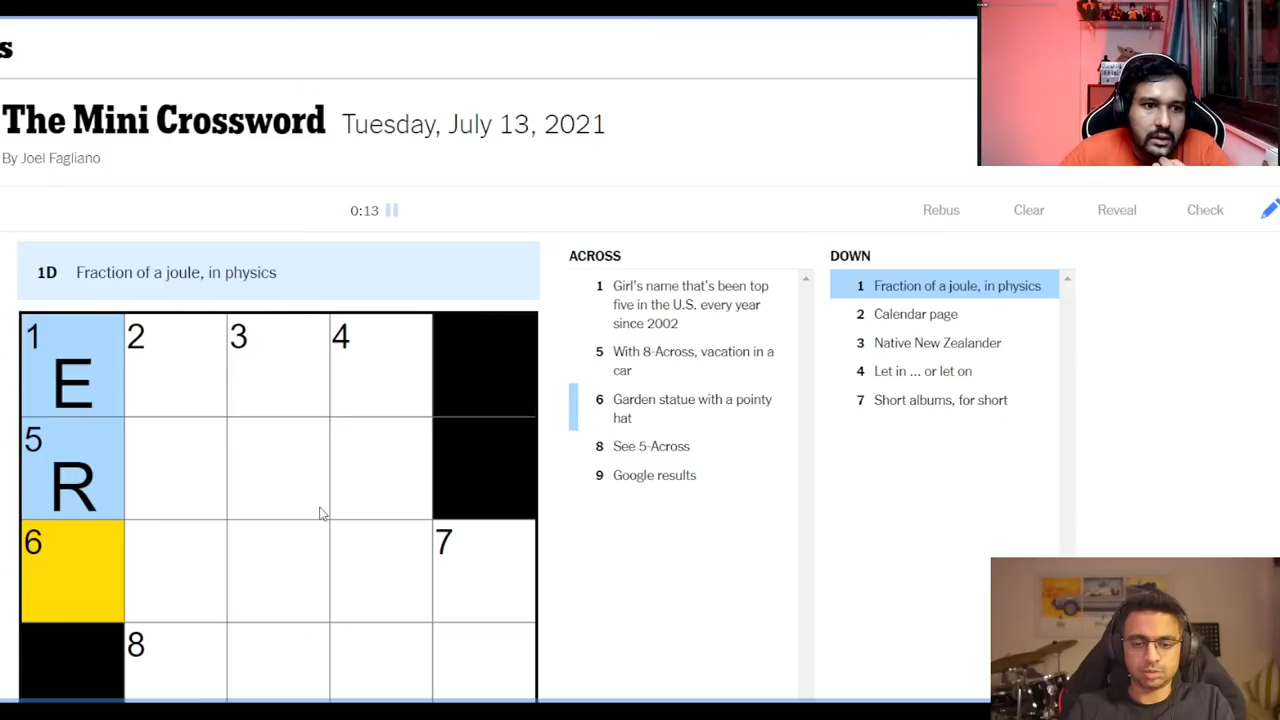 s
The Mini Crossword Tuesday, July 13, 2021
By Joel Fagliano
0:13
Rebus Clear Reveal Check
1D Fraction of a joule, in physics
1 2 3 4
E
5
R
6 7
8
ACROSS
1 Girl's name that's been top
five in the U.S. every year
since 2002
5 With 8-Across, vacation in a
car
6 Garden statue with a pointy
hat
8 See 5-Across
9 Google results
DOWN
1 Fraction of a joule, in physics
2 Calendar page
3 Native New Zealander
4 Let in ... or let on
7 Short albums, for short